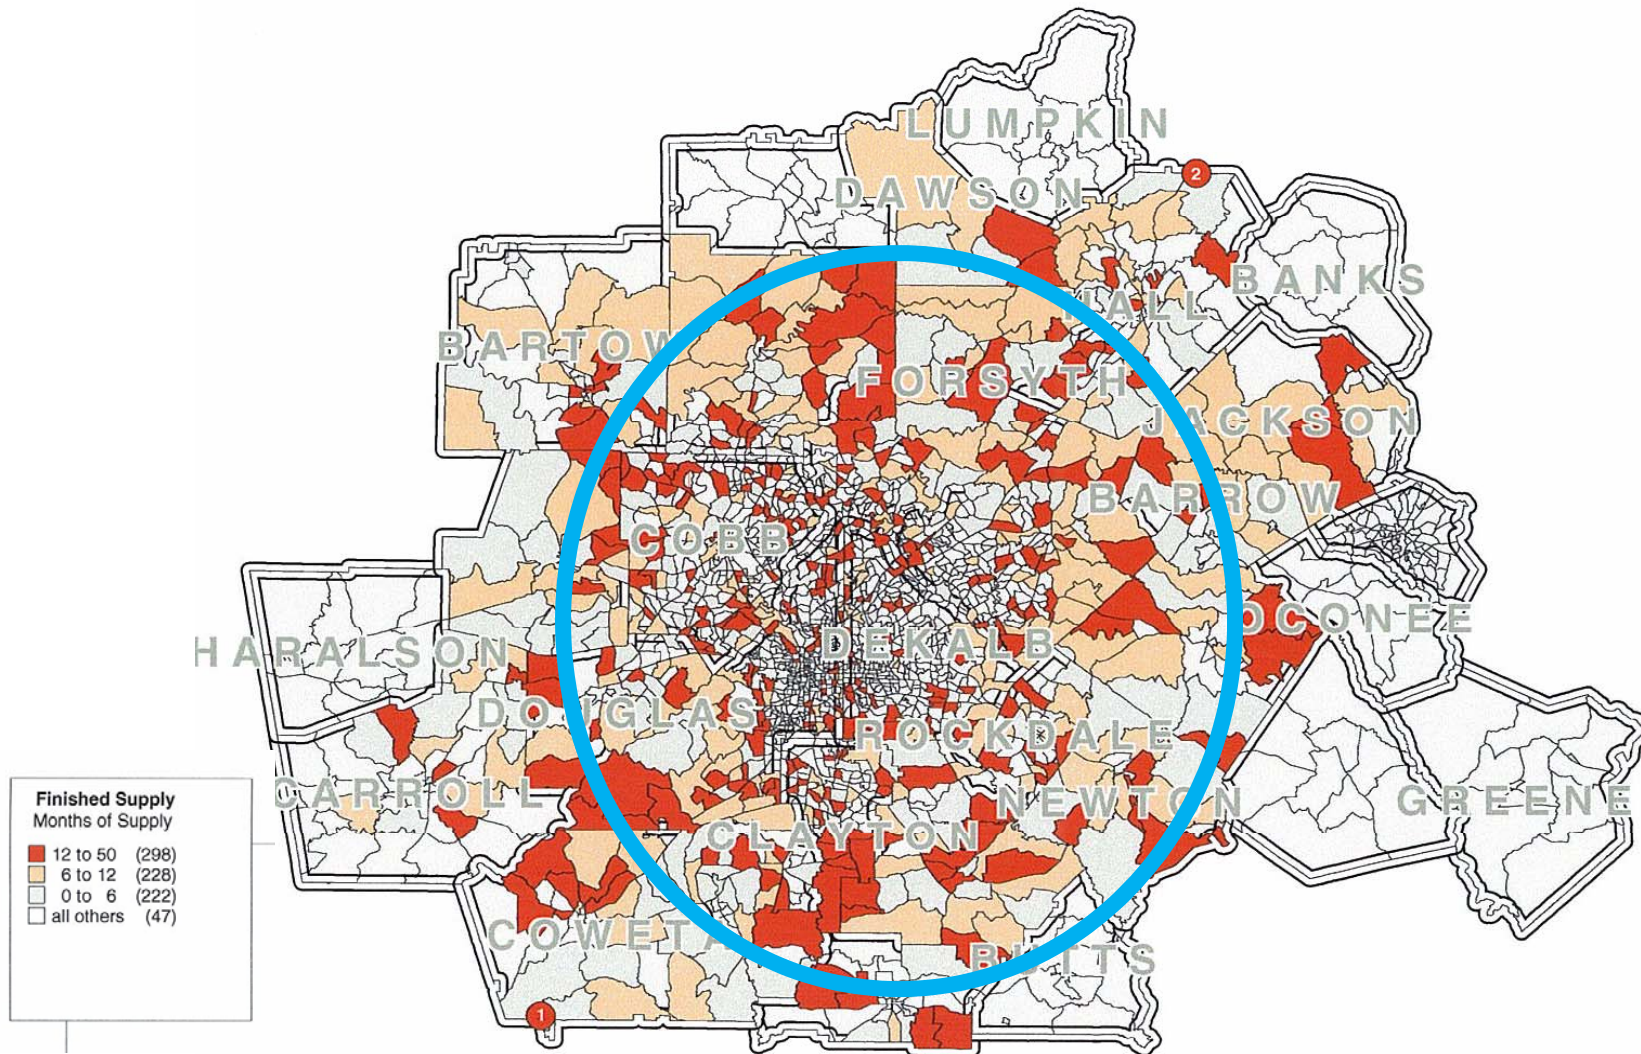 LUMPKIN
2
DAWSON
BANKS
HALL
BARTOW
FORSYTH
JACKSON
BARROW
COBB
OCONEE
DEKALB
HARALSON
DOUGLAS
ROCKDALE
CARROLL
NEWTON
GREENE
CLAYTON
COWETA
BUTTS
1
Finished Supply
Months of Supply
12 to 50 (298)
6 to 12 (228)
0 to 6 (222)
all others (47)